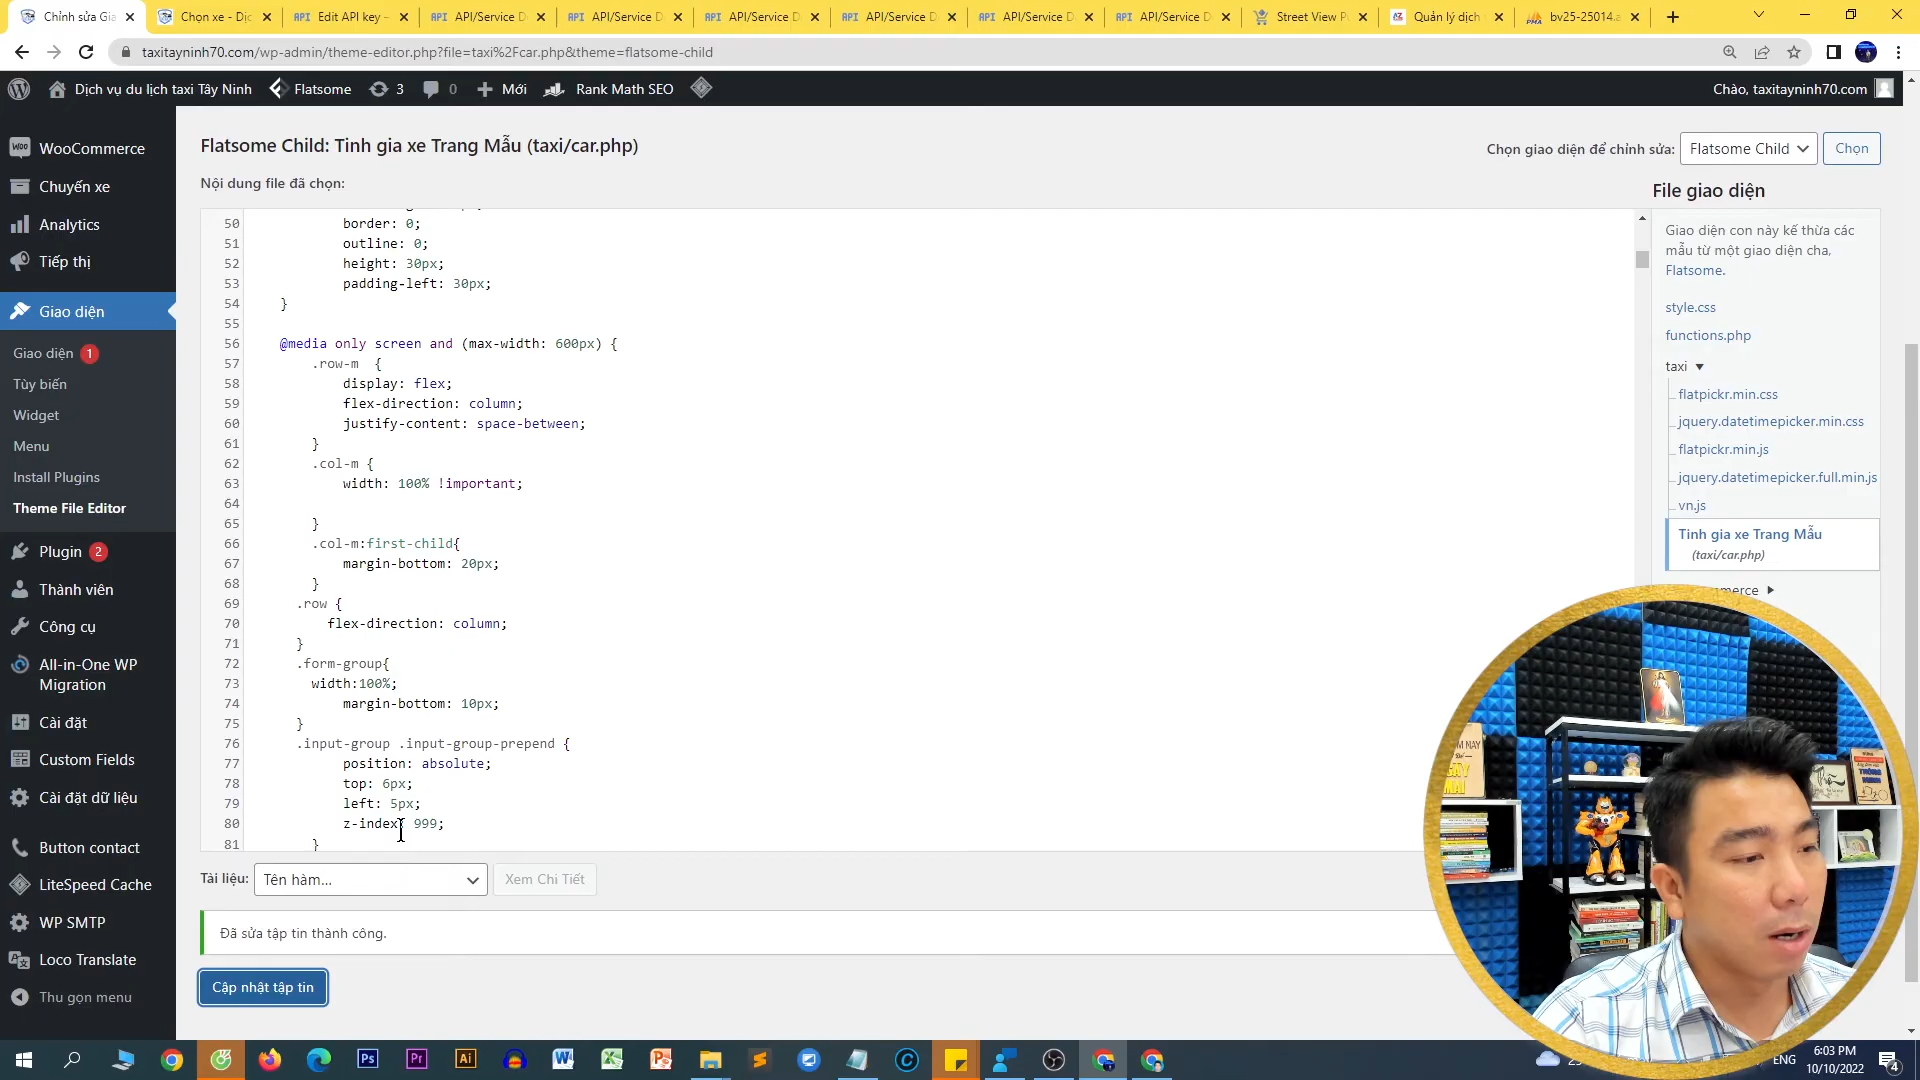 Chỉnh sửa Gia
Chọn xe - Dịc
API Edit API key –
API API/Service D
API API/Service D
API API/Service D
API API/Service D
API API/Service D
API API/Service D
Street View P
AZ Quản lý dịch
PMA bv25-25014.a
taxitayninh70.com/wp-admin/theme-editor.php?file=taxi%2Fcar.php&theme=flatsome-child
Dịch vụ du lịch taxi Tây Ninh
Flatsome
3
0
Mới
Rank Math SEO
Chào, taxitayninh70.com
WooCommerce
Chuyến xe
Analytics
Tiếp thị
Giao diện
Giao diện 1
Tùy biến
Widget
Menu
Install Plugins
Theme File Editor
Plugin 2
Thành viên
Công cụ
All-in-One WP
Migration
Cài đặt
Custom Fields
Cài đặt dữ liệu
Button contact
LiteSpeed Cache
WP SMTP
Loco Translate
Thu gọn menu
Flatsome Child: Tinh gia xe Trang Mẫu (taxi/car.php)
Chọn giao diện để chỉnh sửa: Flatsome Child Chọn
Nội dung file đã chọn:
50 border: 0;
51 outline: 0;
52 height: 30px;
53 padding-left: 30px;
54 }
55
56 @media only screen and (max-width: 600px) {
57 .row-m {
58 display: flex;
59 flex-direction: column;
60 justify-content: space-between;
61 }
62 .col-m {
63 width: 100% !important;
64
65 }
66 .col-m:first-child{
67 margin-bottom: 20px;
68 }
69 .row {
70 flex-direction: column;
71 }
72 .form-group{
73 width:100%;
74 margin-bottom: 10px;
75 }
76 .input-group .input-group-prepend {
77 position: absolute;
78 top: 6px;
79 left: 5px;
80 z-index: 999;
81 }
Tài liệu: Tên hàm... Xem Chi Tiết
Đã sửa tập tin thành công.
Cập nhật tập tin
File giao diện
Giao diện con này kế thừa các
mẫu từ một giao diện cha,
Flatsome.
style.css
functions.php
taxi
flatpickr.min.css
jquery.datetimepicker.min.css
flatpickr.min.js
jquery.datetimepicker.full.min.js
vn.js
Tinh gia xe Trang Mẫu
(taxi/car.php)
merce
NGÀY
MAI
Ps
Pr
Ai
ENG
6:03 PM
10/10/2022
4